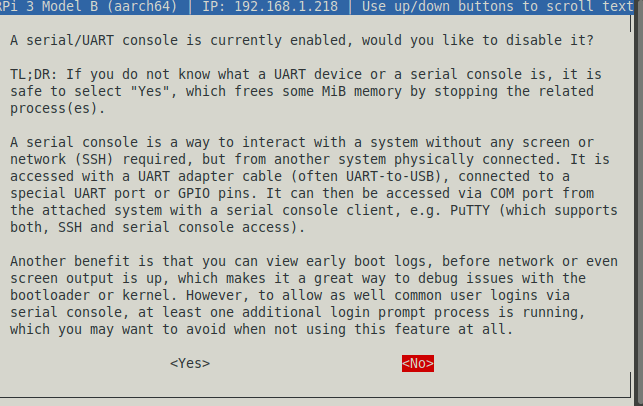 RPi 3 Model B (aarch64) | IP: 192.168.1.218 | Use up/down buttons to scroll text
A serial/UART console is currently enabled, would you like to disable it?
TL;DR: If you do not know what a UART device or a serial console is, it is
safe to select "Yes", which frees some MiB memory by stopping the related
process(es).
A serial console is a way to interact with a system without any screen or
network (SSH) required, but from another system physically connected. It is
accessed with a UART adapter cable (often UART-to-USB), connected to a
special UART port or GPIO pins. It can then be accessed via COM port from
the attached system with a serial console client, e.g. PuTTY (which supports
both, SSH and serial console access).
Another benefit is that you can view early boot logs, before network or even
screen output is up, which makes it a great way to debug issues with the
bootloader or kernel. However, to allow as well common user logins via
serial console, at least one additional login prompt process is running,
which you may want to avoid when not using this feature at all.
<Yes> <No>